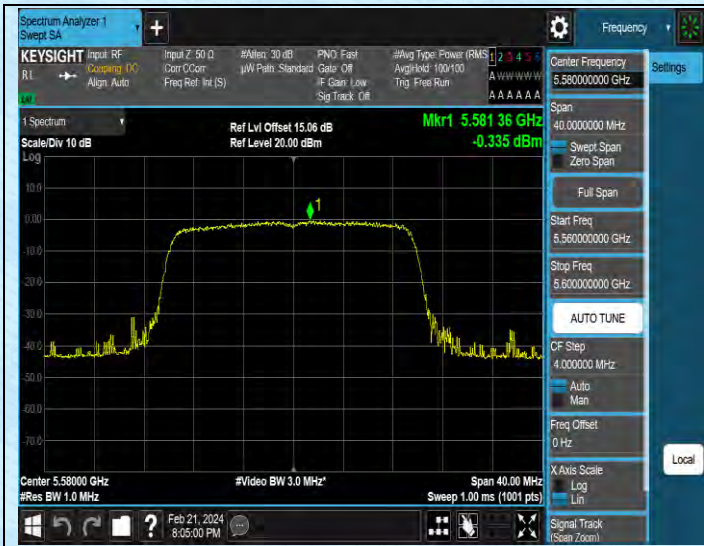 Spectrum Analyzer 1
Swept SA
+
Frequency
KEYSIGHT
Input: RF
Coupling: DC
Align: Auto
Input Z: 50 Ω
Corr CCorr
Freq Ref: Int (S)
#Atten: 30 dB
µW Path: Standard
PNO: Fast
Gate: Off
IF Gain: Low
Sig Track: Off
#Avg Type: Power (RMS
Avg|Hold: 100/100
Trig: Free Run
1 2 3 4 5 6
A W W W W W
A A A A A A
1 Spectrum
Scale/Div 10 dB
Ref Lvl Offset 15.06 dB
Ref Level 20.00 dBm
Mkr1 5.581 36 GHz
-0.335 dBm
Log
10.0
0.00
-10.0
-20.0
-30.0
-40.0
-50.0
-60.0
-70.0
1
Center 5.58000 GHz
#Res BW 1.0 MHz
#Video BW 3.0 MHz*
Span 40.00 MHz
Sweep 1.00 ms (1001 pts)
Feb 21, 2024
8:05:00 PM
?
Center Frequency
5.580000000 GHz
Settings
Span
40.0000000 MHz
Swept Span
Zero Span
Full Span
Start Freq
5.560000000 GHz
Stop Freq
5.600000000 GHz
AUTO TUNE
CF Step
4.000000 MHz
Auto
Man
Freq Offset
0 Hz
X Axis Scale
Log
Lin
Local
Signal Track
(Span Zoom)